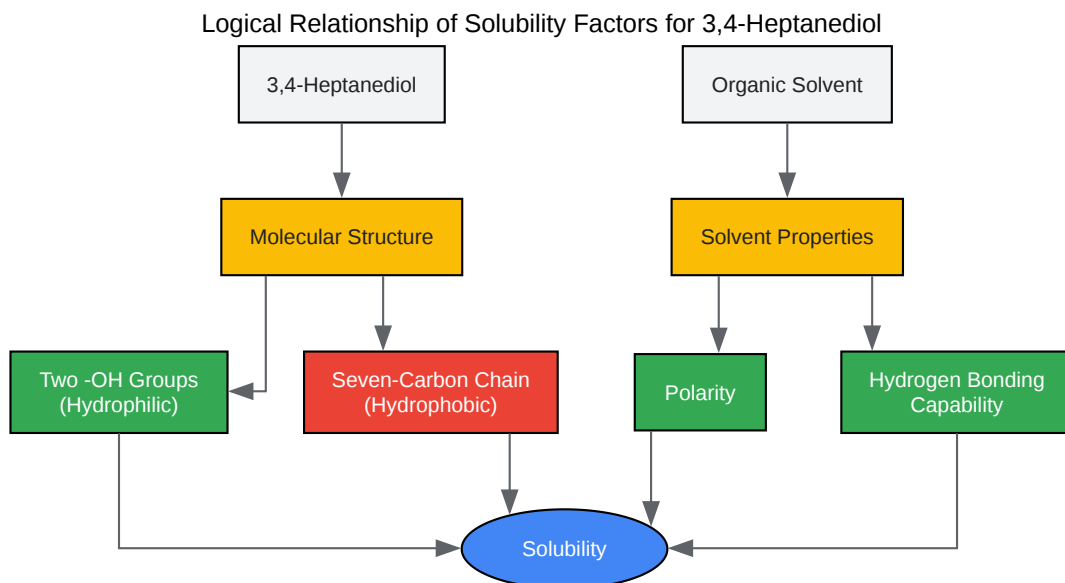 Logical Relationship of Solubility Factors for 3,4-Heptanediol
3,4-Heptanediol
Organic Solvent
Molecular Structure
Solvent Properties
Two -OH Groups
(Hydrophilic)
Seven-Carbon Chain
(Hydrophobic)
Polarity
Hydrogen Bonding
Capability
Solubility